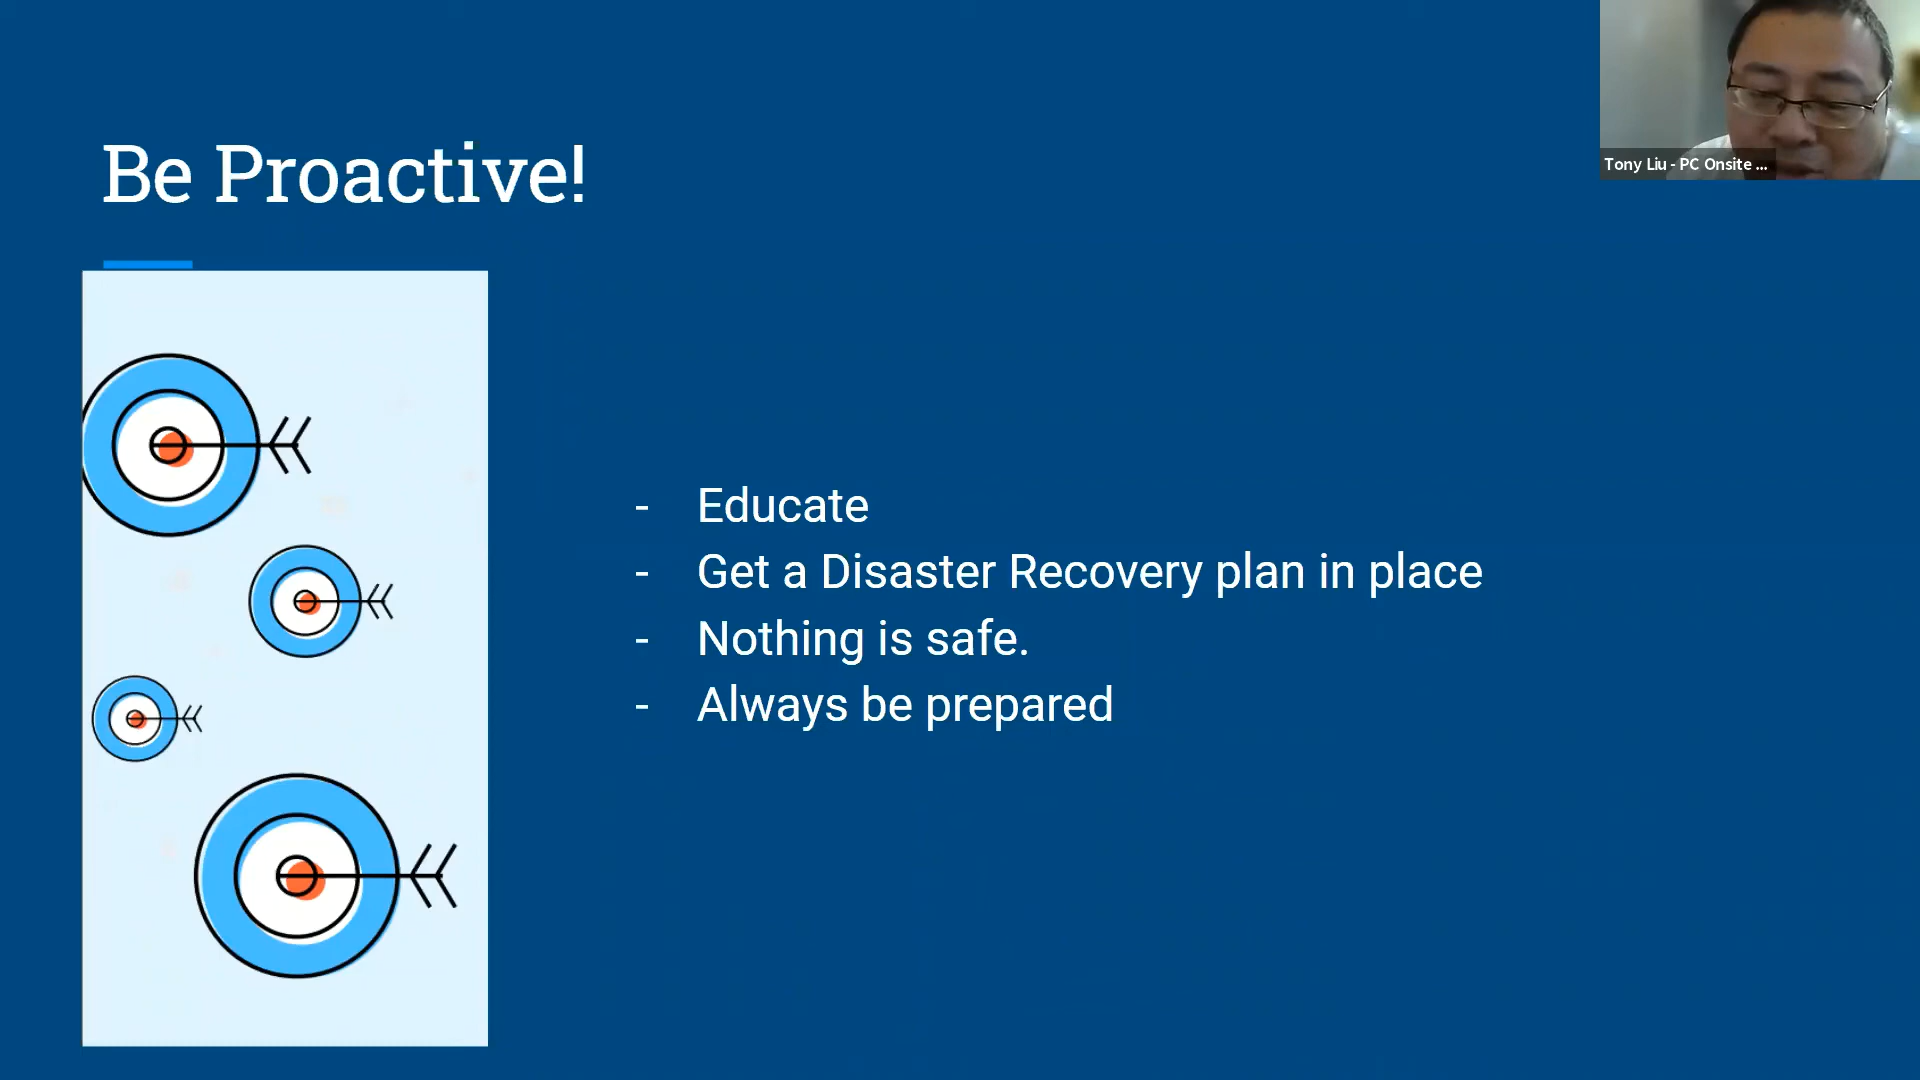 Be Proactive!
Tony Liu - PC Onsite ...
- Educate
- Get a Disaster Recovery plan in place
- Nothing is safe.
- Always be prepared